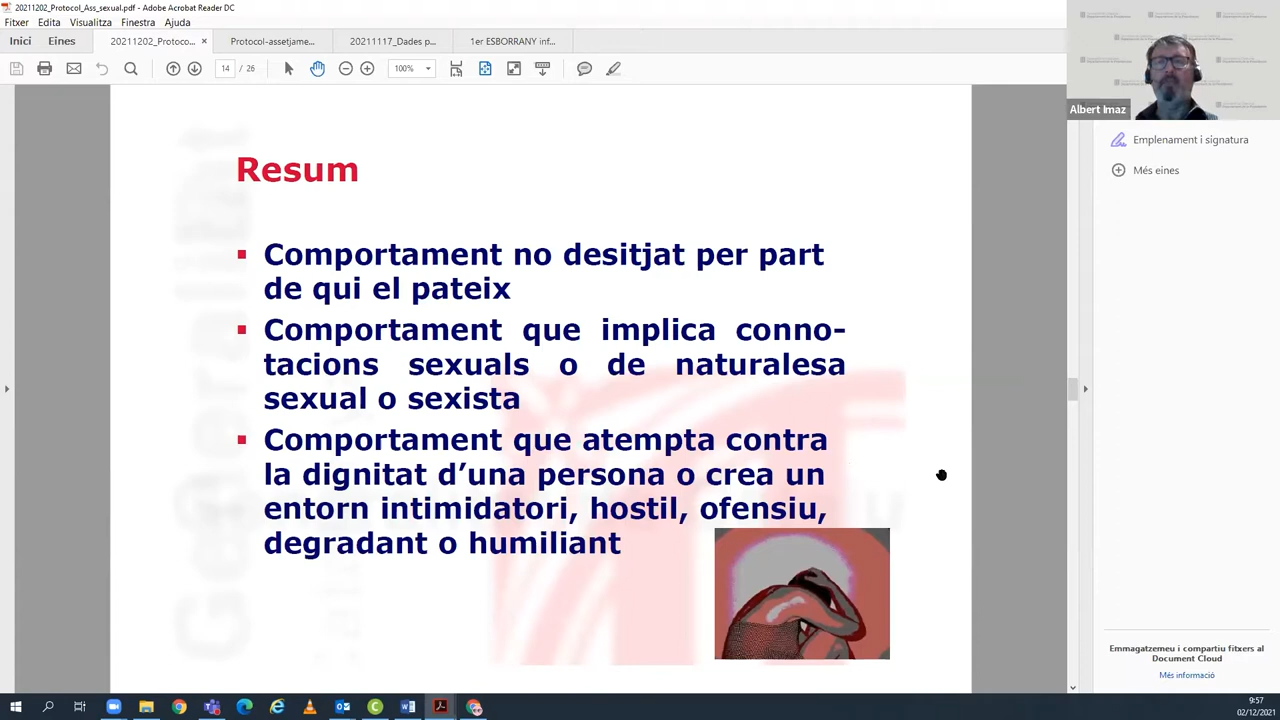 20211202_Protocol_Ass_sexual.pdf - Adobe Acrobat Reader DC
Fitxer Edita Visualitza Finestra Ajuda
Inici Eines 20211202_Protoco... × Protocol-assetjame... 20211117_Dades p... 1er ESBORRANY inf...
14 / 26 100%
Albert Imaz
Emplenament i signatura
Més eines
Resum
Comportament no desitjat per part
de qui el pateix
Comportament que implica conno-
tacions sexuals o de naturalesa
sexual o sexista
Comportament que atempta contra
la dignitat d’una persona o crea un
entorn intimidatori, hostil, ofensiu,
degradant o humiliant
Emmagatzemeu i compartiu fitxers al
Document Cloud
Més informació
9:57
02/12/2021